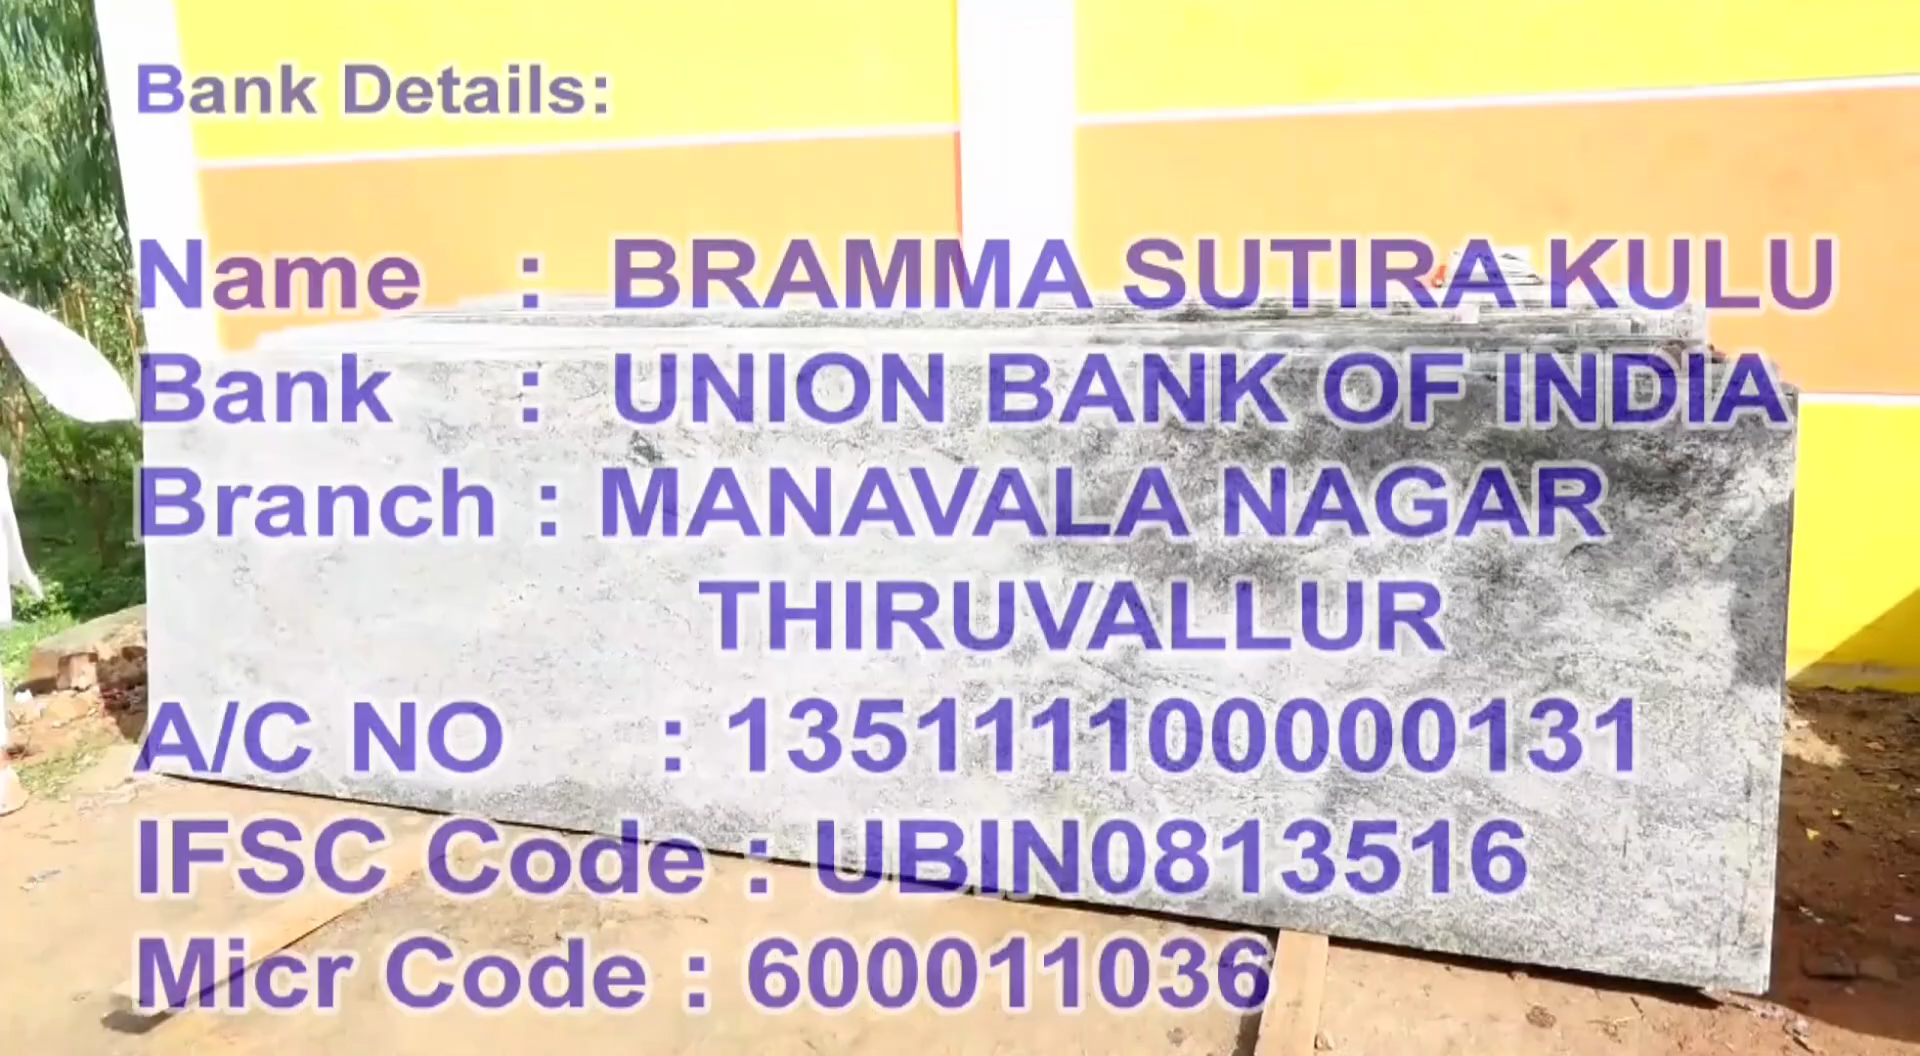 Bank Details:
Name : BRAMMA SUTIRA KULU
Bank : UNION BANK OF INDIA
Branch : MANAVALA NAGAR
THIRUVALLUR
A/C NO : 135111100000131
IFSC Code : UBIN0813516
Micr Code : 600011036